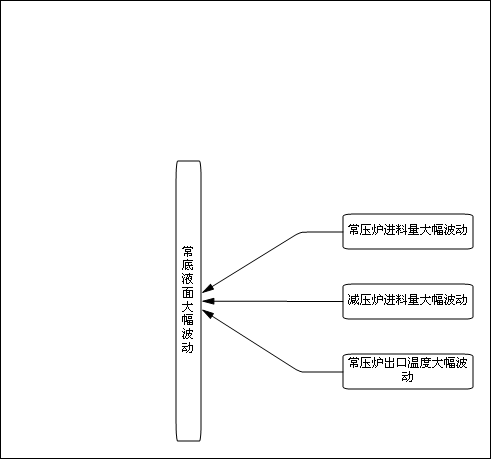 常底液面大幅波动
常压炉进料量大幅波动
减压炉进料量大幅波动
常压炉出口温度大幅波
动